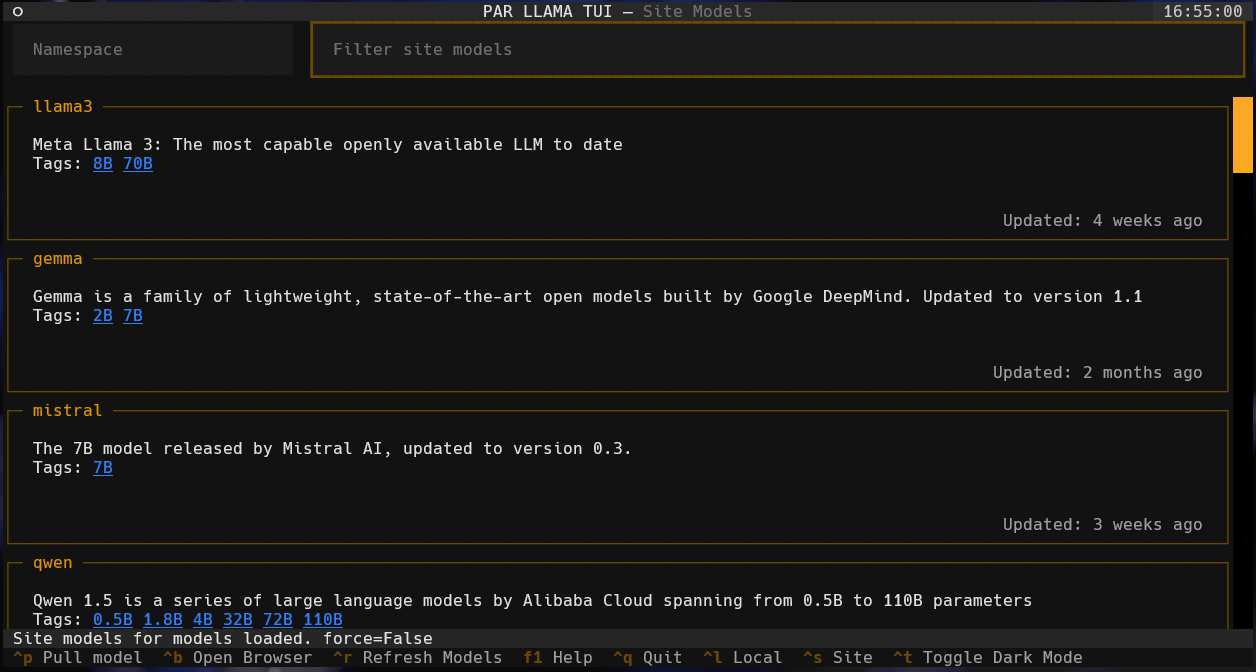 PAR LLAMA TUI — Site Models 16:55:00
Namespace Filter site models
llama3
Meta Llama 3: The most capable openly available LLM to date
Tags: 8B 70B
Updated: 4 weeks ago
gemma
Gemma is a family of lightweight, state-of-the-art open models built by Google DeepMind. Updated to version 1.1
Tags: 2B 7B
Updated: 2 months ago
mistral
The 7B model released by Mistral AI, updated to version 0.3.
Tags: 7B
Updated: 3 weeks ago
qwen
Qwen 1.5 is a series of large language models by Alibaba Cloud spanning from 0.5B to 110B parameters
Tags: 0.5B 1.8B 4B 32B 72B 110B
Site models for models loaded. force=False
^p Pull model ^b Open Browser ^r Refresh Models f1 Help ^q Quit ^l Local ^s Site ^t Toggle Dark Mode